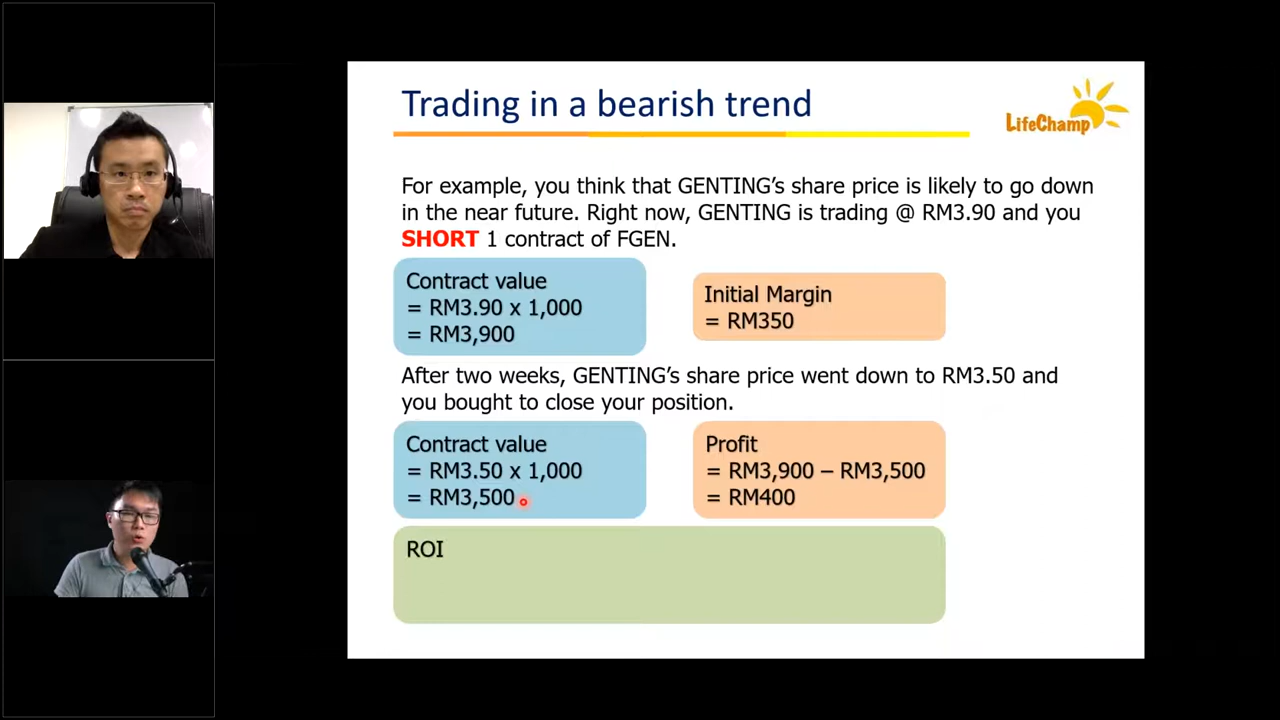 Trading in a bearish trend
LifeChamp
For example, you think that GENTING's share price is likely to go down
in the near future. Right now, GENTING is trading @ RM3.90 and you
SHORT 1 contract of FGEN.
Contract value
= RM3.90 x 1,000
= RM3,900
Initial Margin
= RM350
After two weeks, GENTING's share price went down to RM3.50 and
you bought to close your position.
Contract value
= RM3.50 x 1,000
= RM3,500
Profit
= RM3,900 – RM3,500
= RM400
ROI